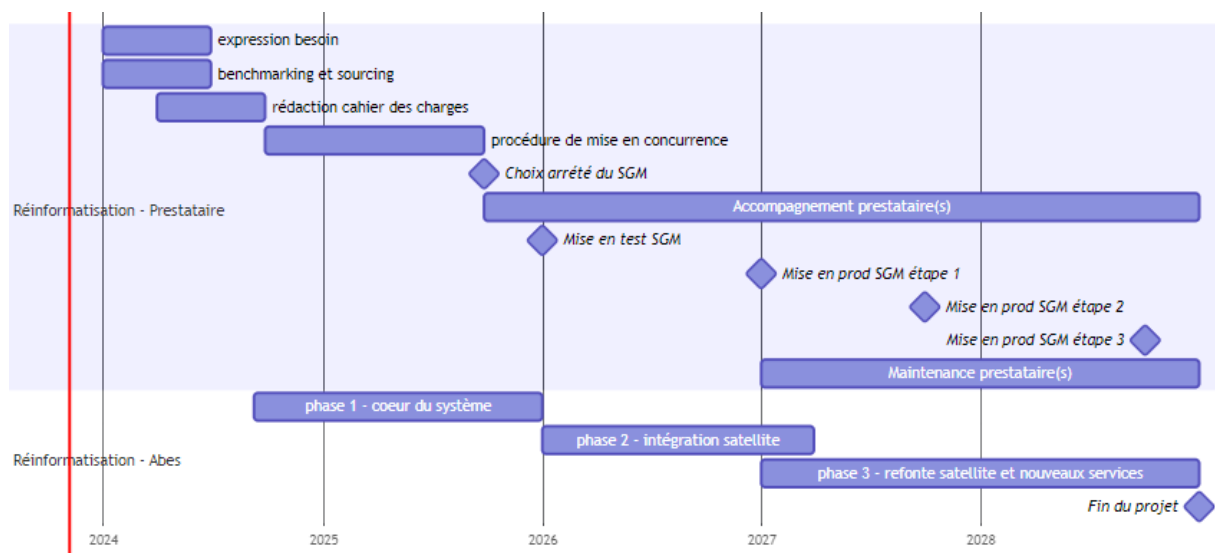 expression besoin
benchmarking et sourcing
rédaction cahier des charges
procédure de mise en concurrence
Choix arrété du SGM
Réinformatisation - Prestataire
Accompagnement prestataire(s)
Mise en test SGM
Mise en prod SGM étape 1
Mise en prod SGM étape 2
Mise en prod SGM étape 3
Maintenance prestataire(s)
phase 1 - coeur du système
phase 2 - intégration satellite
Réinformatisation - Abes
phase 3 - refonte satellite et nouveaux services
Fin du projet
2024 2025 2026 2027 2028